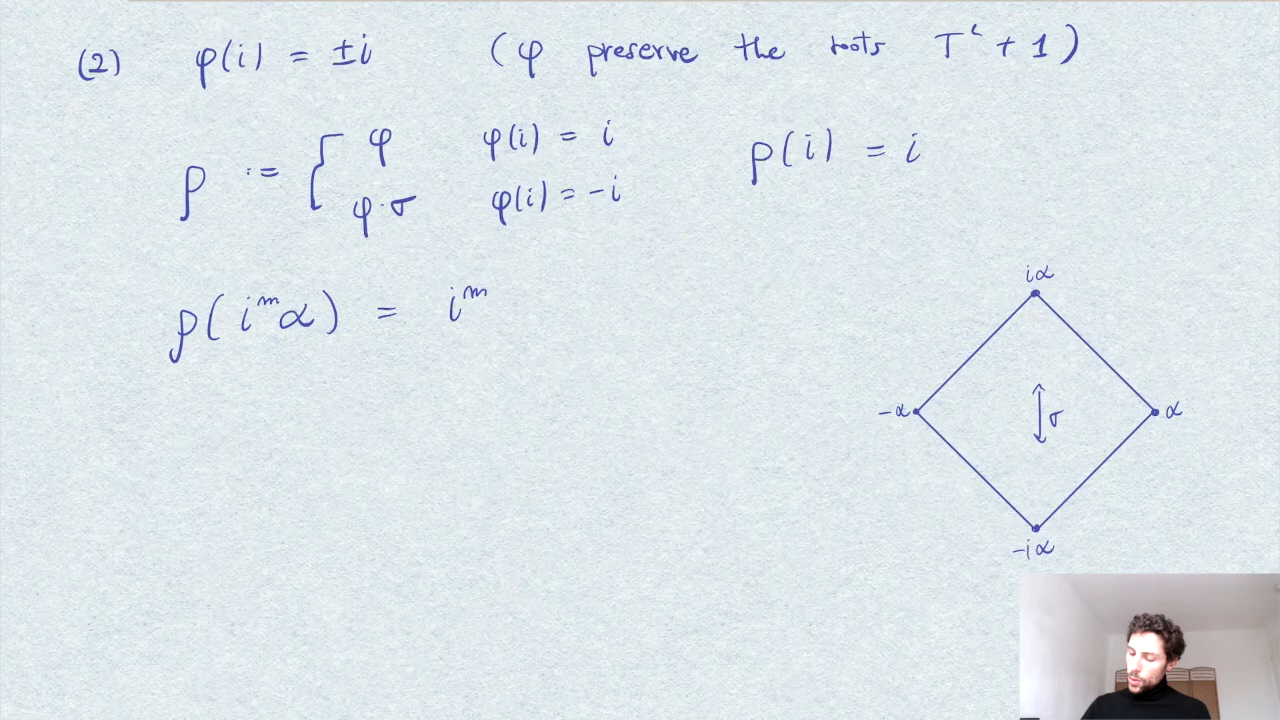 (2) φ(i) = ±i (φ preserve the roots T² + 1)
ρ := { φ φ(i) = i
φ·σ φ(i) = -i
ρ(i) = i
ρ(i^m α) = i^m
iα
-α
σ
α
-iα